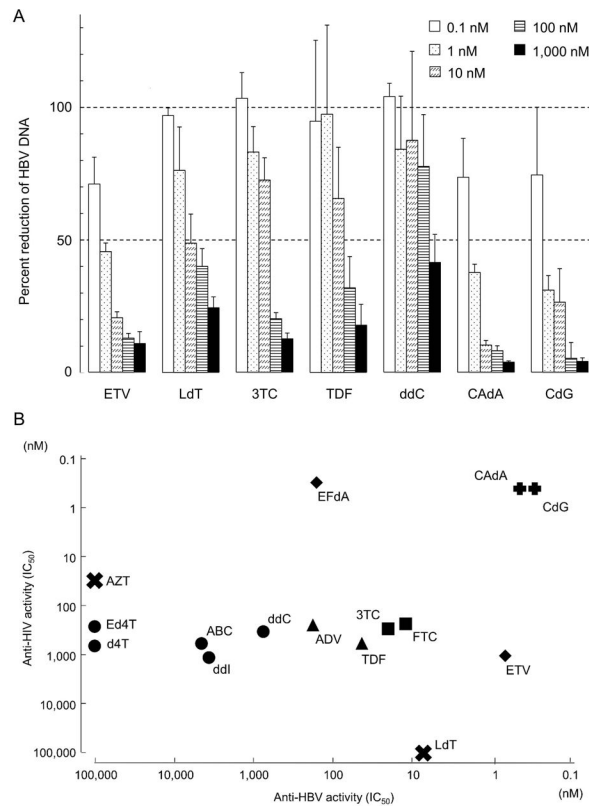 A
0.1 nM
1 nM
10 nM
100 nM
1,000 nM
Percent reduction of HBV DNA
100
50
0
ETV LdT 3TC TDF ddC CAdA CdG
B
(nM)
0.1
1
10
100
1,000
10,000
100,000
Anti-HIV activity (IC50)
CAdA
CdG
EFdA
AZT
Ed4T
d4T
ABC
ddI
ddC
ADV
TDF
3TC
FTC
ETV
LdT
100,000 10,000 1,000 100 10 1 0.1
Anti-HBV activity (IC50) (nM)